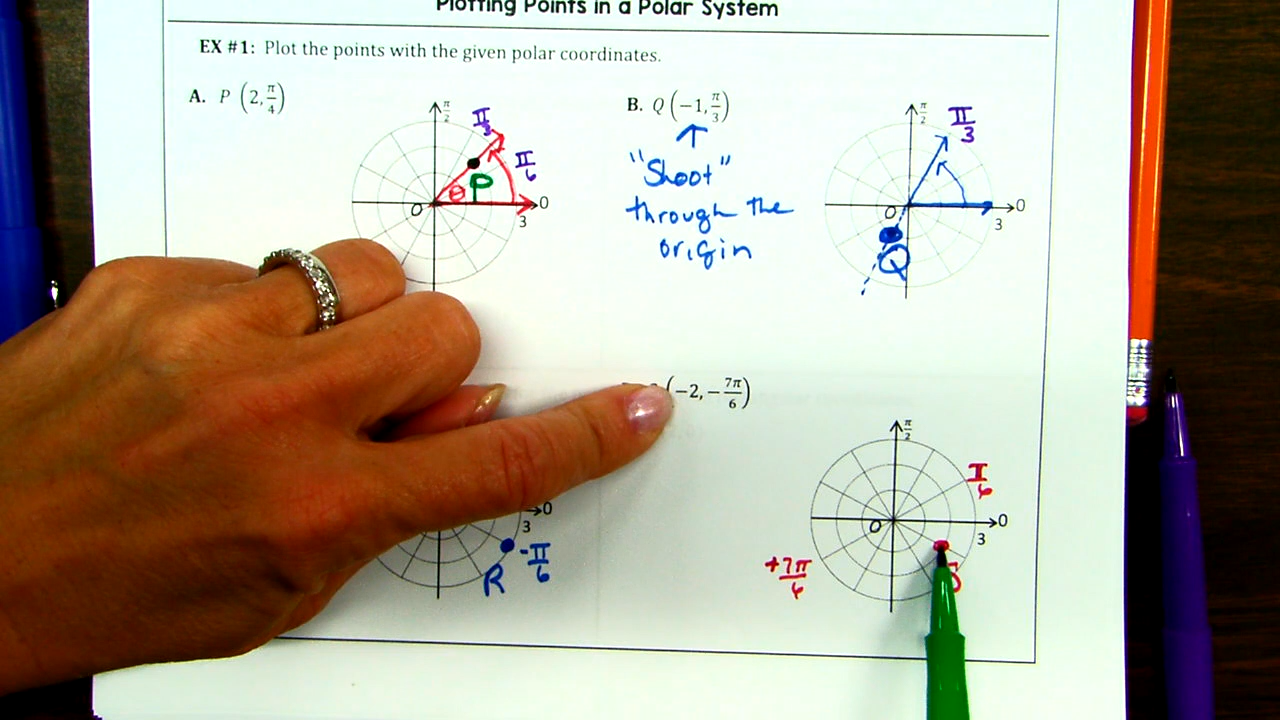 Plotting Points in a Polar System
EX #1: Plot the points with the given polar coordinates.
A. P (2, π/4)
π/2
π/3
π/6
θ P
O
0
3
B. Q (−1, π/3)
"Shoot"
through the
origin
π/2
π/3
O
0
3
Q
0
3
R
-π/6
(−2, −7π/6)
π/2
π/6
O
0
3
+7π/6